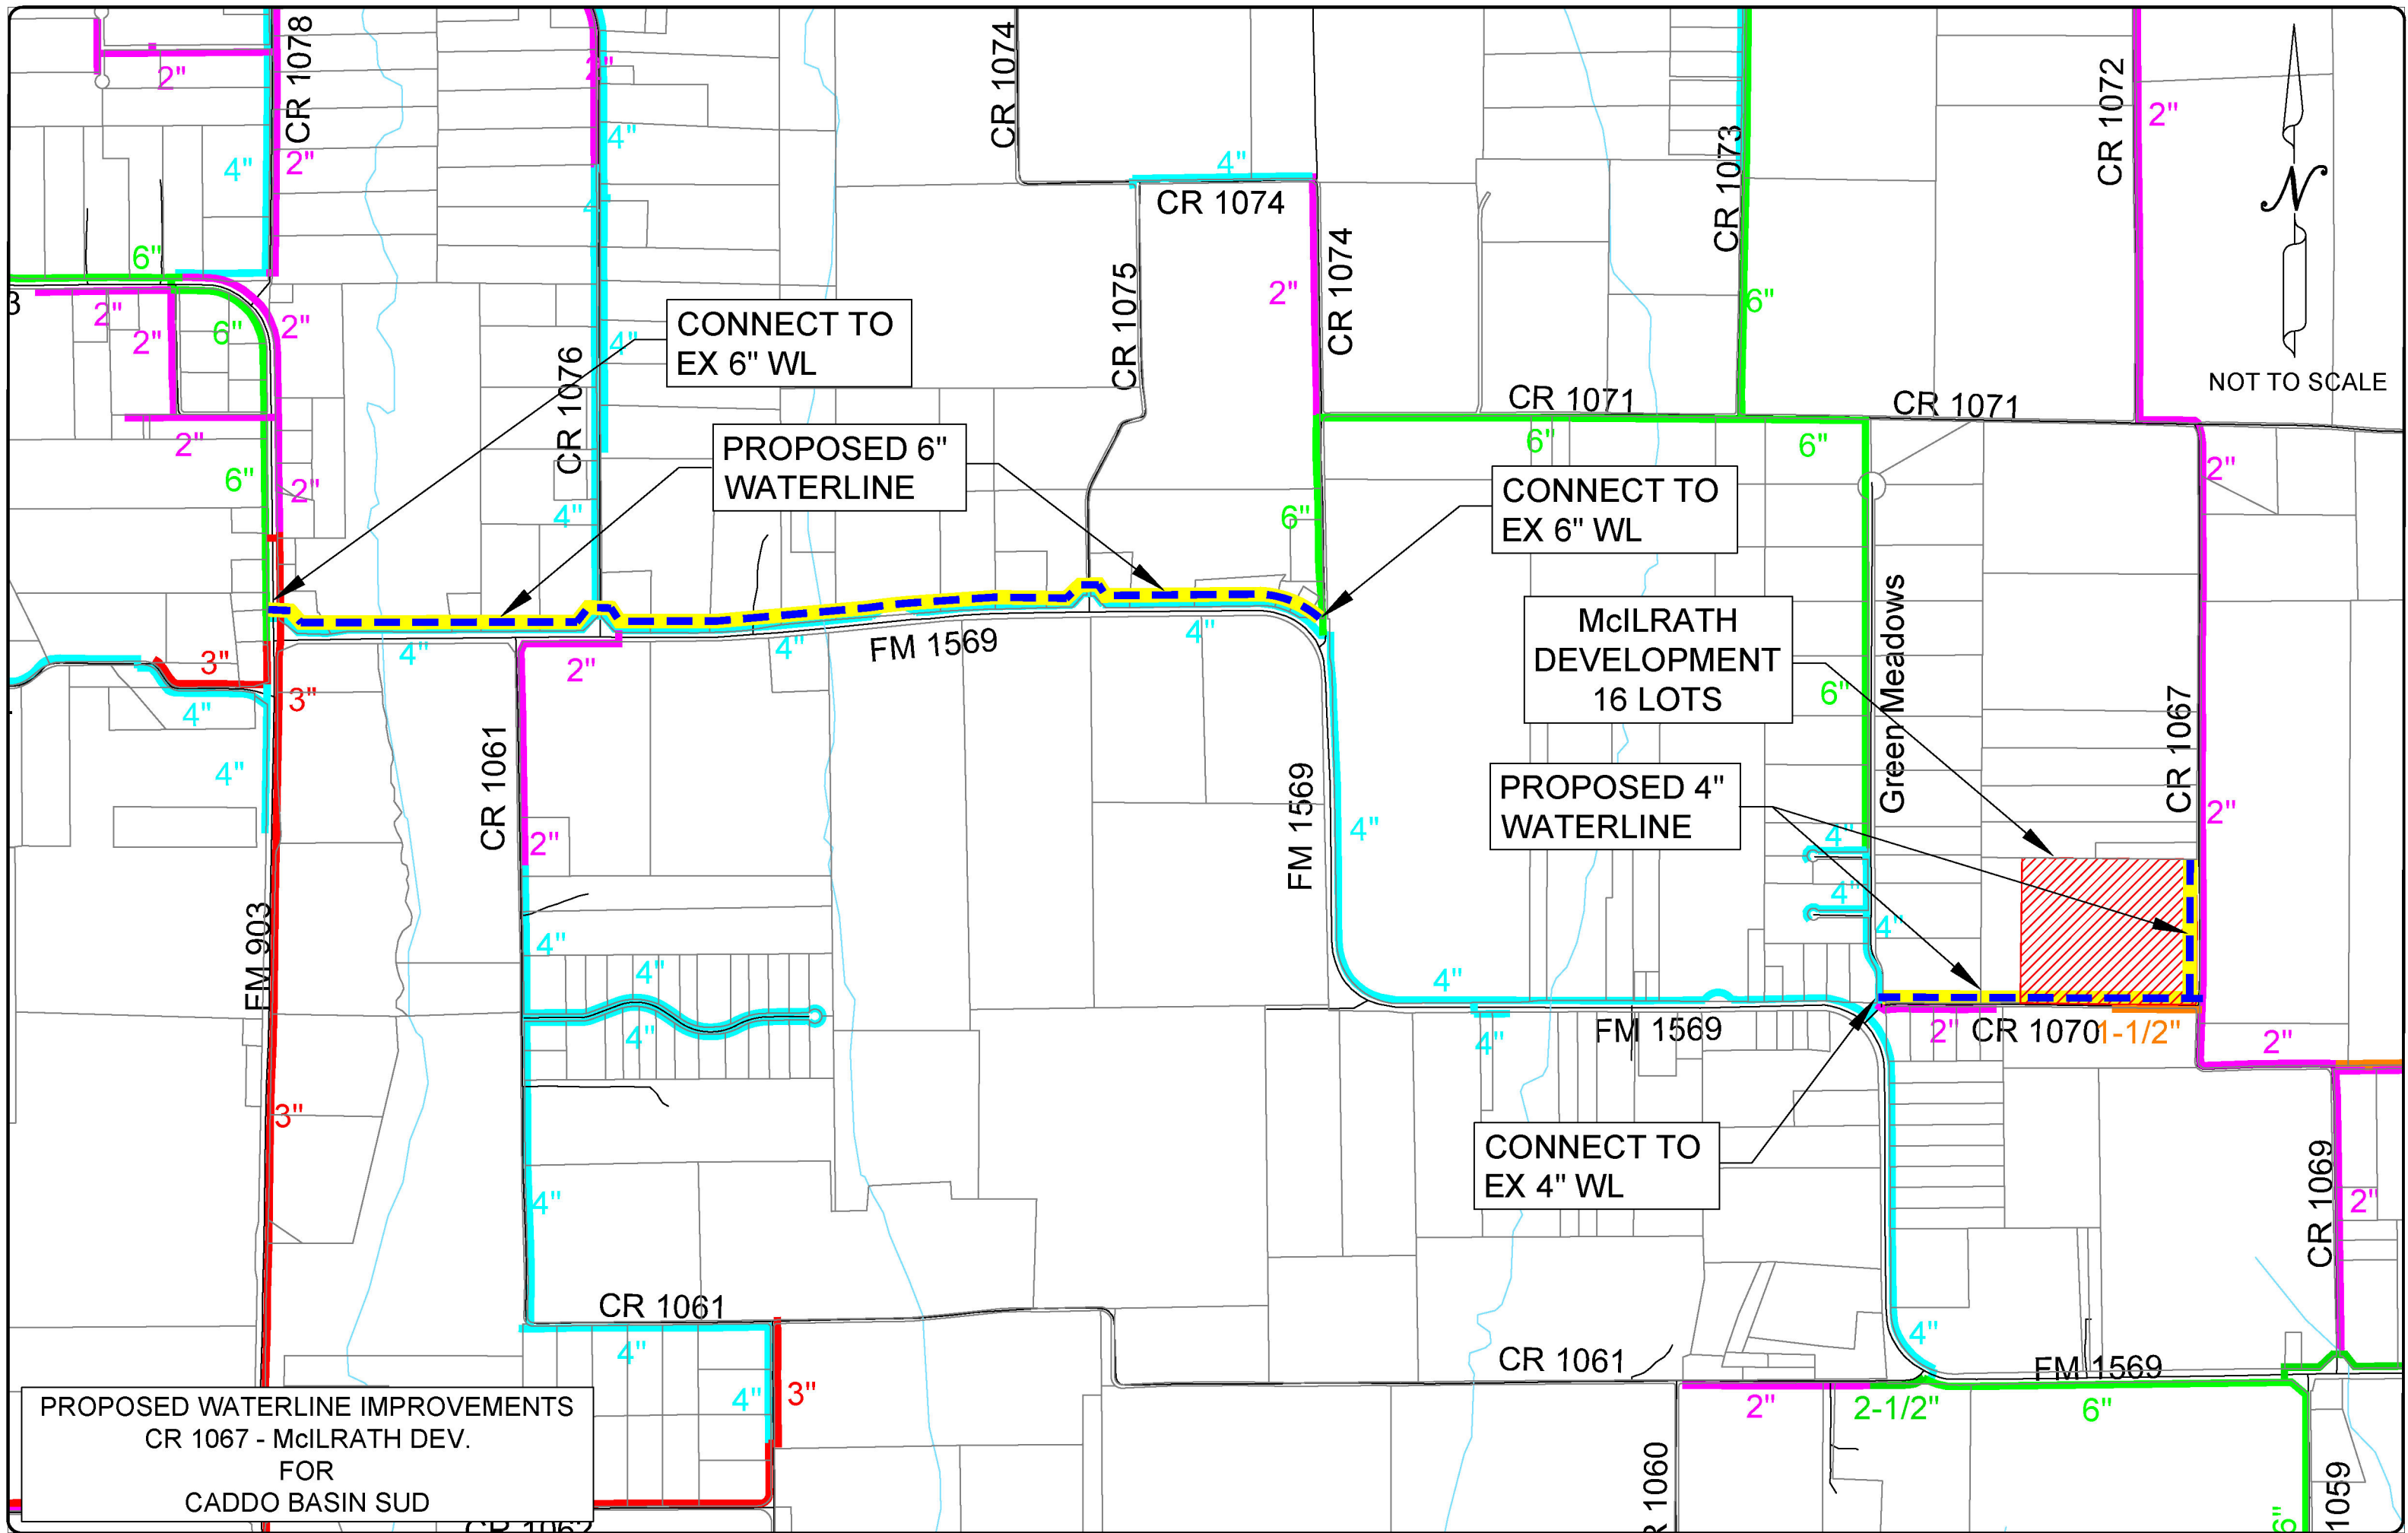 CR 1078
2"
2"
4"
2"
4"
4"
CR 1074
4"
CR 1074
CR 1073
CR 1072
2"
N
NOT TO SCALE
6"
3
2"
2"
6"
2"
2"
6"
2"
CONNECT TO
EX 6" WL
4"
CR 1076
4"
CR 1075
2"
CR 1074
6"
CR 1071
CR 1071
6"
6"
2"
PROPOSED 6"
WATERLINE
6"
CONNECT TO
EX 6" WL
McILRATH
DEVELOPMENT
16 LOTS
6"
Green Meadows
CR 1067
2"
PROPOSED 4"
WATERLINE
4"
4"
4"
3"
3"
4"
4"
4"
2"
4"
FM 1569
4"
CR 1061
2"
FM 1569
4"
FM 903
4"
4"
4"
4"
4"
FM 1569
2"
CR 1070
1-1/2"
2"
3"
4"
CONNECT TO
EX 4" WL
CR 1069
2"
CR 1061
4"
4"
3"
CR 1061
4"
FM 1569
2"
2-1/2"
6"
R 1060
1059
6"
PROPOSED WATERLINE IMPROVEMENTS
CR 1067 - McILRATH DEV.
FOR
CADDO BASIN SUD